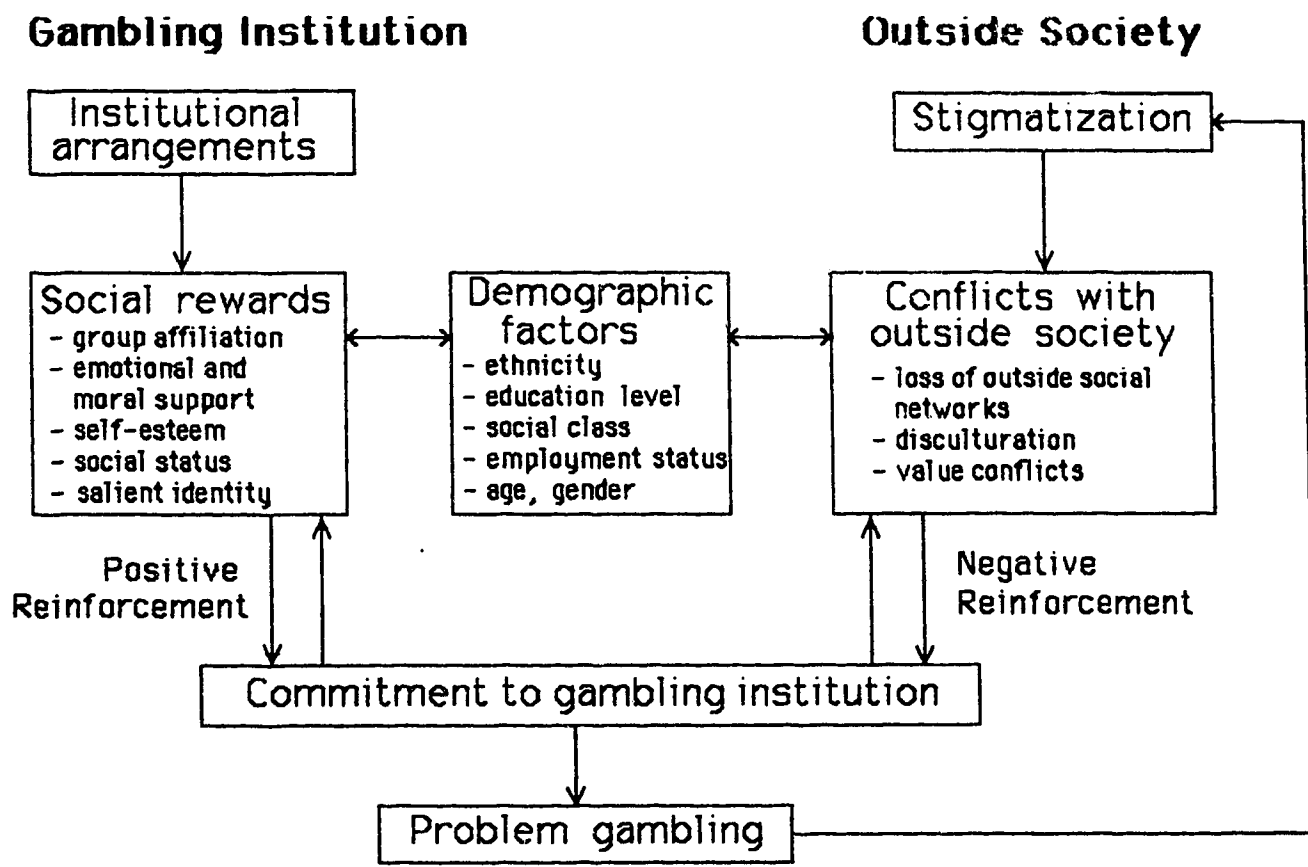 Gambling Institution
Outside Society
Institutional
arrangements
Stigmatization
Social rewards
- group affiliation
- emotional and
moral support
- self-esteem
- social status
- salient identity
Demographic
factors
- ethnicity
- education level
- social class
- employment status
- age, gender
Conflicts with
outside society
- loss of outside social
networks
- disculturation
- value conflicts
Positive
Reinforcement
Negative
Reinforcement
Commitment to gambling institution
Problem gambling